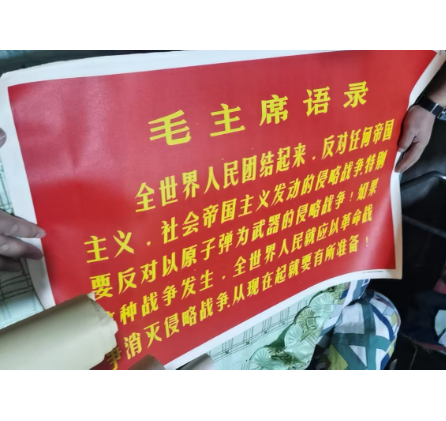 毛主席语录
全世界人民团结起来，反对任何帝国
主义、社会帝国主义发动的侵略战争特别
要反对以原子弹为武器的侵略战争！如果
种战争发生，全世界人民就应以革命战
争消灭侵略战争，从现在起就要有所准备！